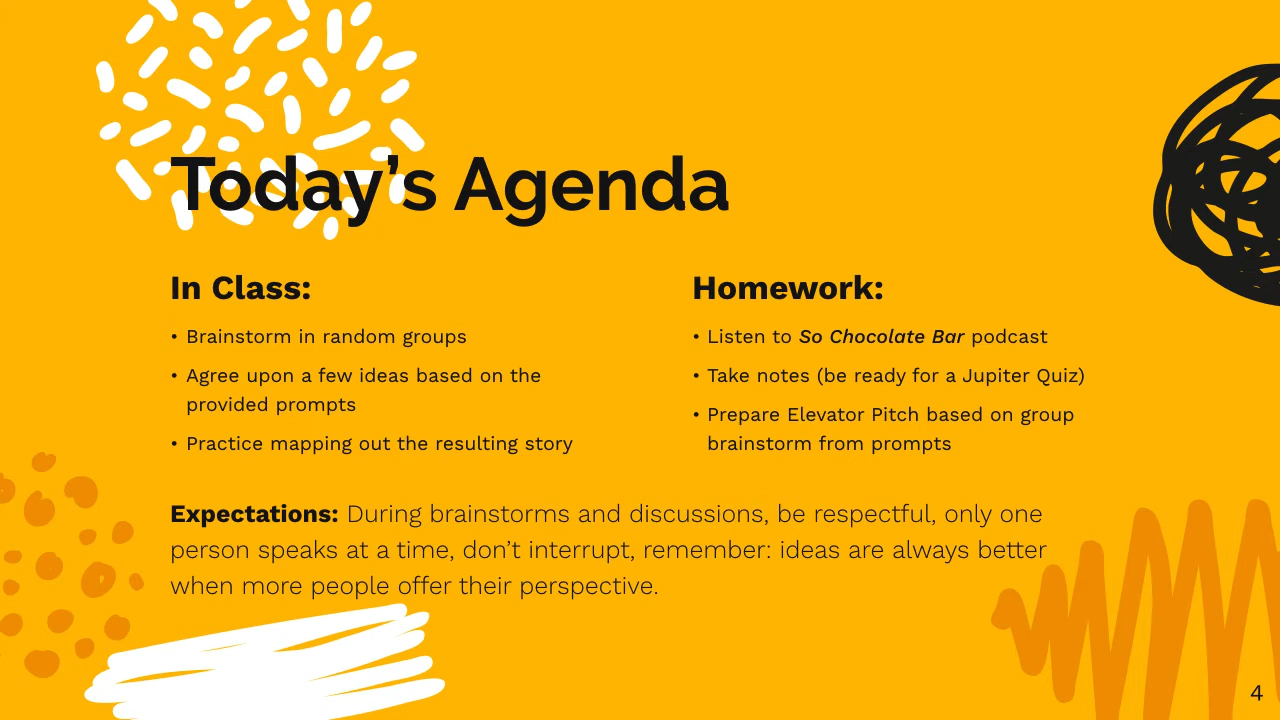 Today’s Agenda
In Class:
• Brainstorm in random groups
• Agree upon a few ideas based on the
provided prompts
• Practice mapping out the resulting story
Homework:
• Listen to So Chocolate Bar podcast
• Take notes (be ready for a Jupiter Quiz)
• Prepare Elevator Pitch based on group
brainstorm from prompts
Expectations: During brainstorms and discussions, be respectful, only one
person speaks at a time, don’t interrupt, remember: ideas are always better
when more people offer their perspective.
4